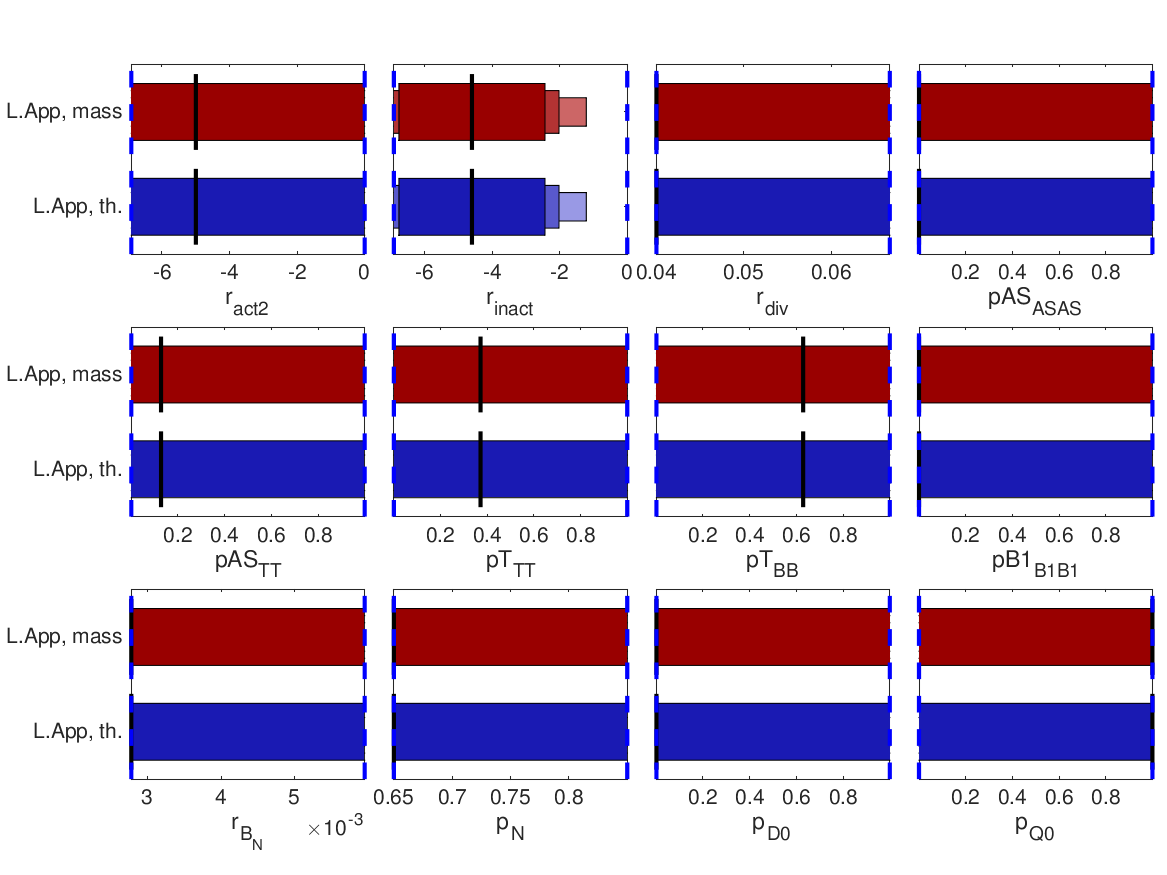 L.App, mass
L.App, th.
-6 -4 -2 0
r_act2
-6 -4 -2 0
r_inact
0.04 0.05 0.06
r_div
0.2 0.4 0.6 0.8
pAS_ASAS
L.App, mass
L.App, th.
0.2 0.4 0.6 0.8
pAS_TT
0.2 0.4 0.6 0.8
pT_TT
0.2 0.4 0.6 0.8
pT_BB
0.2 0.4 0.6 0.8
pB1_B1B1
L.App, mass
L.App, th.
3 4 5
r_B_N ×10^-3
0.65 0.7 0.75 0.8
p_N
0.2 0.4 0.6 0.8
p_D0
0.2 0.4 0.6 0.8
p_Q0